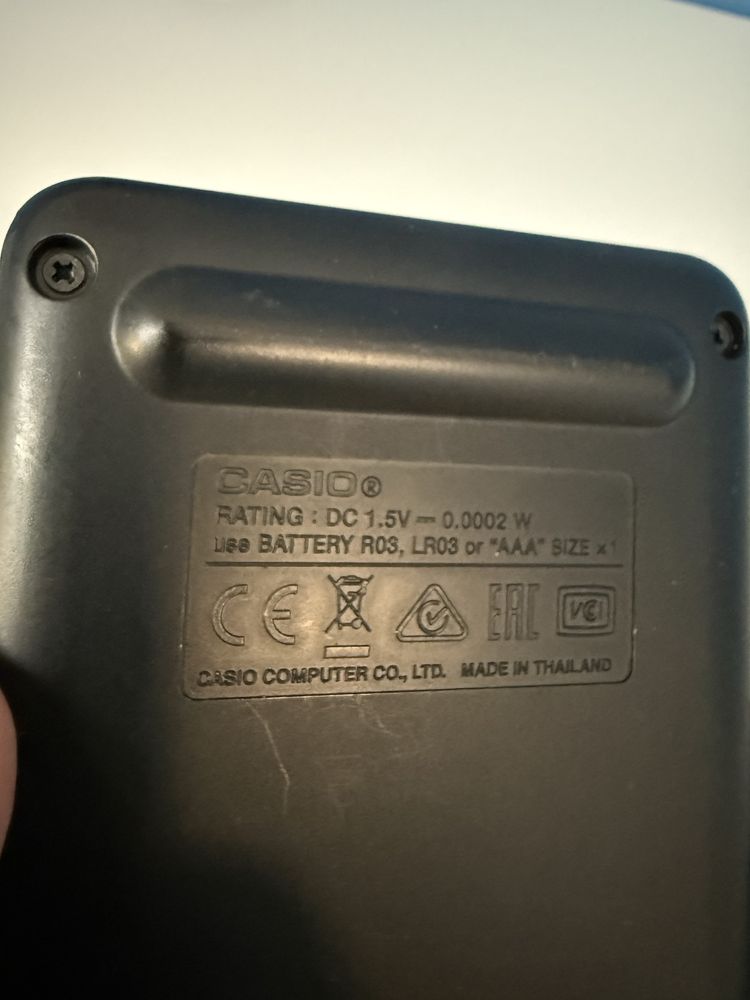 CASIO®
RATING : DC 1.5V ⎓ 0.0002 W
use BATTERY R03, LR03 or "AAA" SIZE x 1
CE EAC VCI
CASIO COMPUTER CO., LTD. MADE IN THAILAND